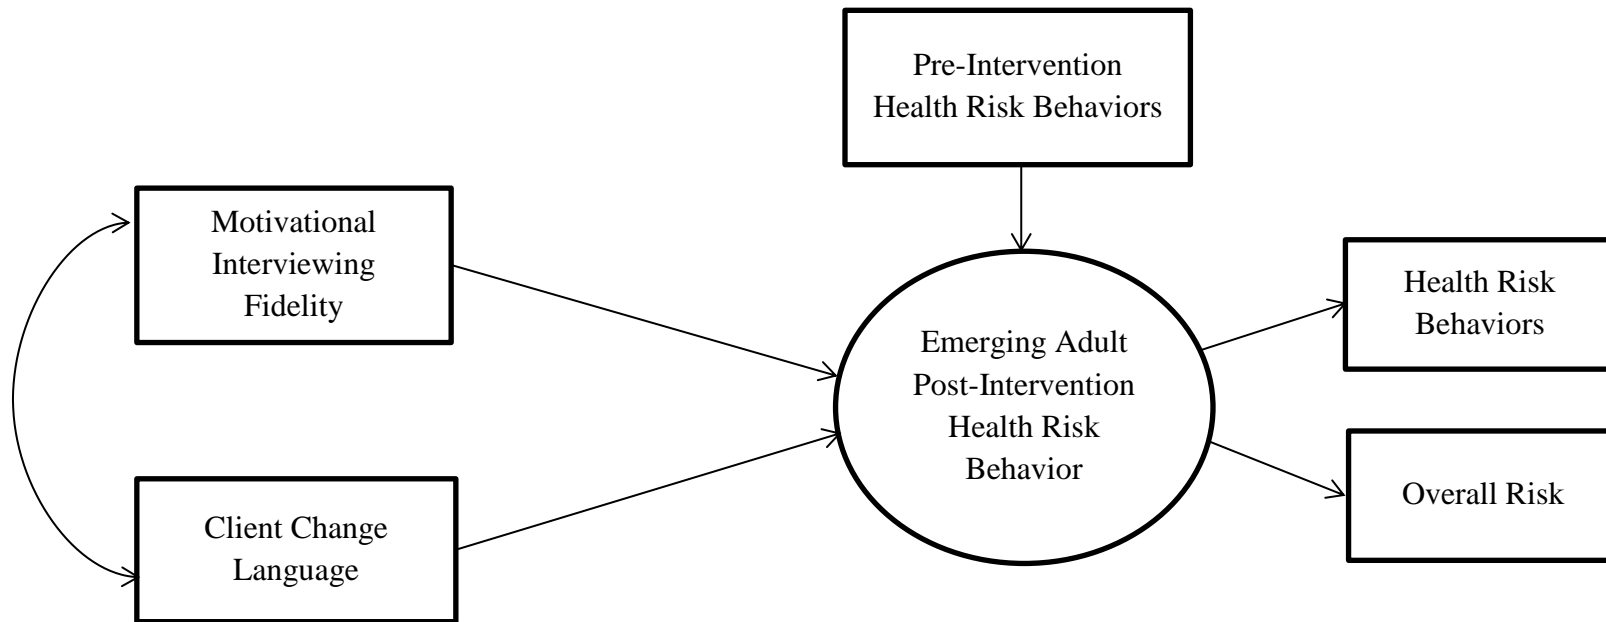 Pre-Intervention
Health Risk Behaviors
Motivational
Interviewing
Fidelity
Emerging Adult
Post-Intervention
Health Risk
Behavior
Health Risk
Behaviors
Client Change
Language
Overall Risk